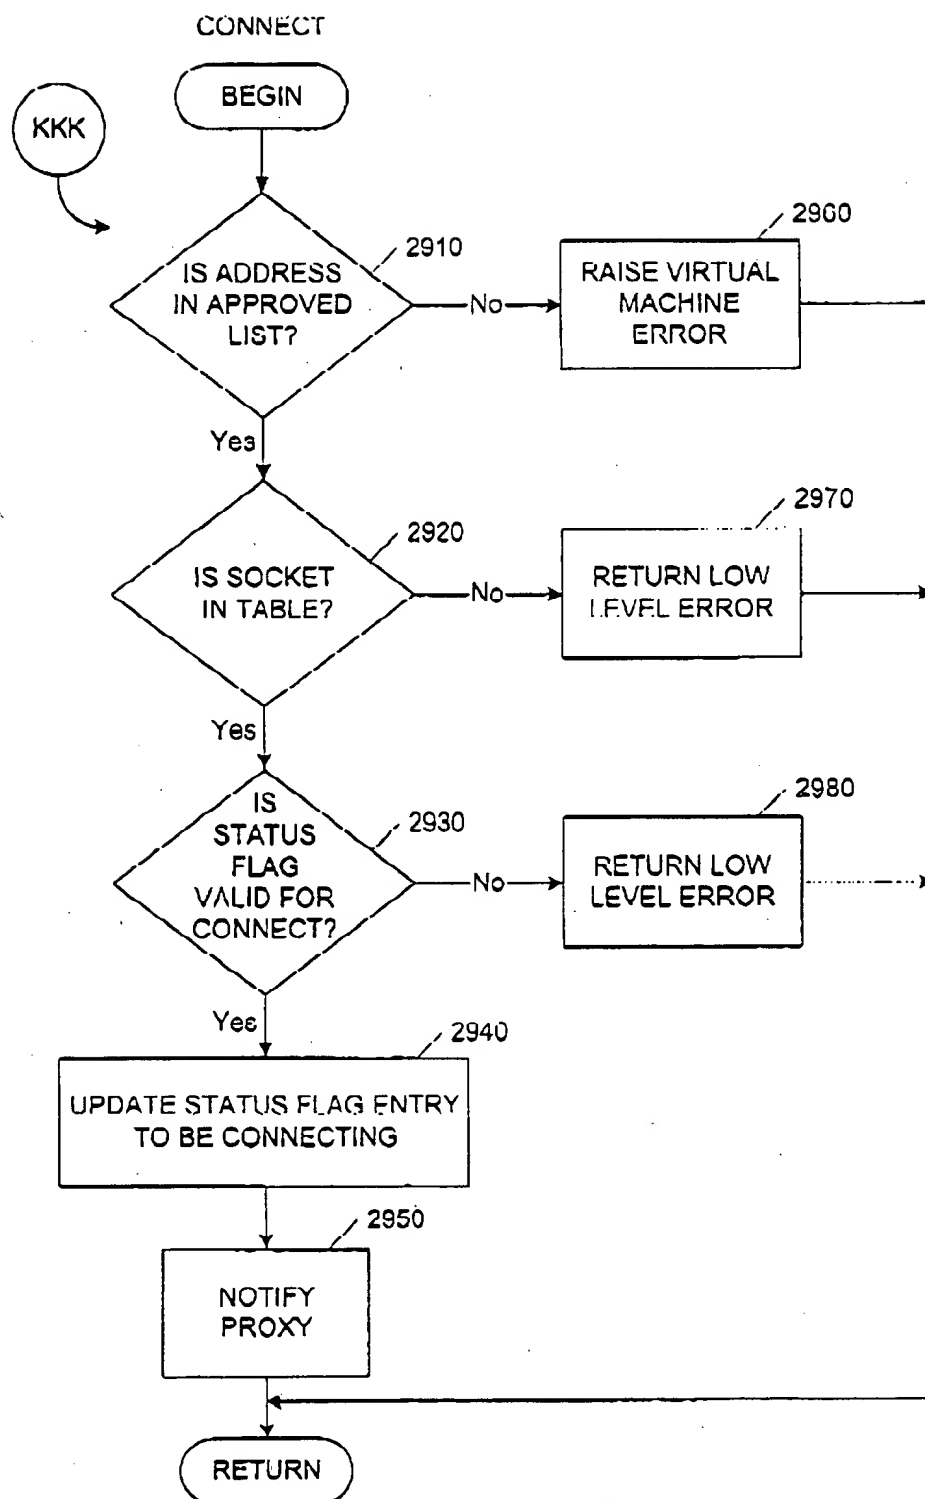 CONNECT
BEGIN
KKK
2910
IS ADDRESS
IN APPROVED
LIST?
No
2960
RAISE VIRTUAL
MACHINE
ERROR
Yes
2920
IS SOCKET
IN TABLE?
No
2970
RETURN LOW
LEVEL ERROR
Yes
2930
IS
STATUS
FLAG
VALID FOR
CONNECT?
No
2980
RETURN LOW
LEVEL ERROR
Yes
2940
UPDATE STATUS FLAG ENTRY
TO BE CONNECTING
2950
NOTIFY
PROXY
RETURN